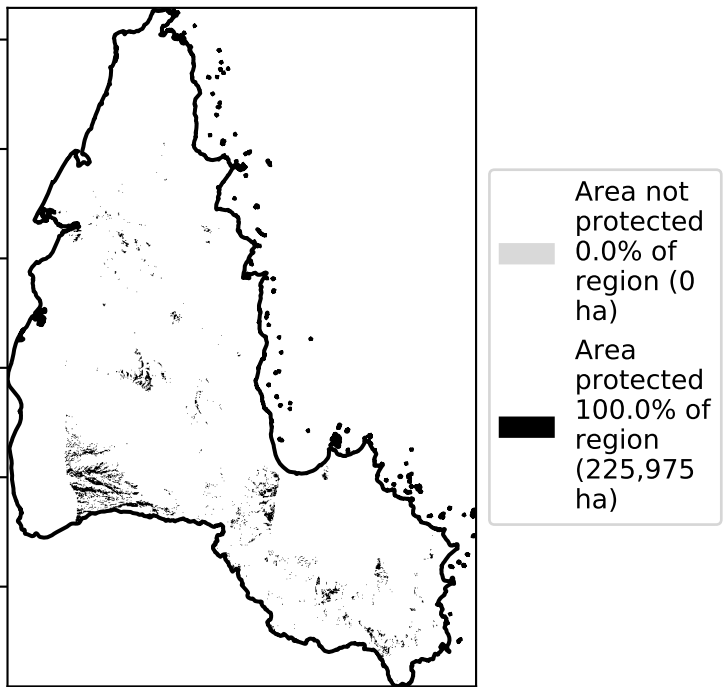 Area not
protected
0.0% of
region (0
ha)
Area
protected
100.0% of
region
(225,975
ha)